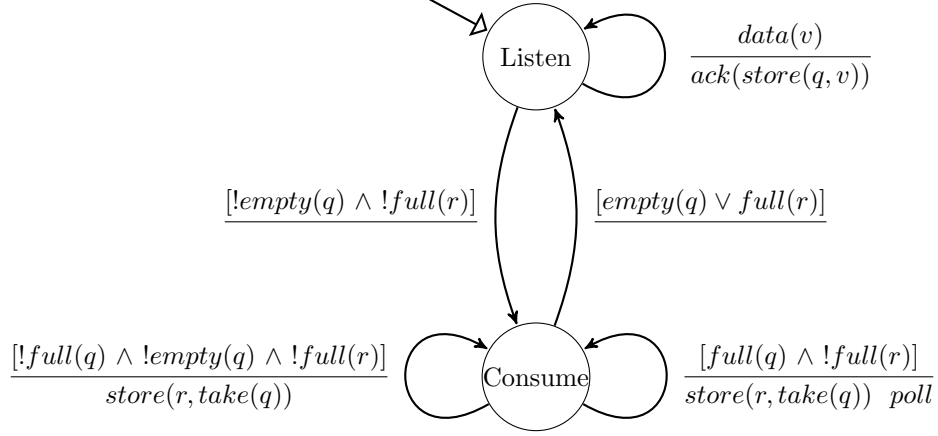 Listen
data(v)
ack(store(q, v))
[!empty(q) ∧ !full(r)]
[empty(q) ∨ full(r)]
[!full(q) ∧ !empty(q) ∧ !full(r)]
store(r, take(q))
Consume
[full(q) ∧ !full(r)]
store(r, take(q)) poll